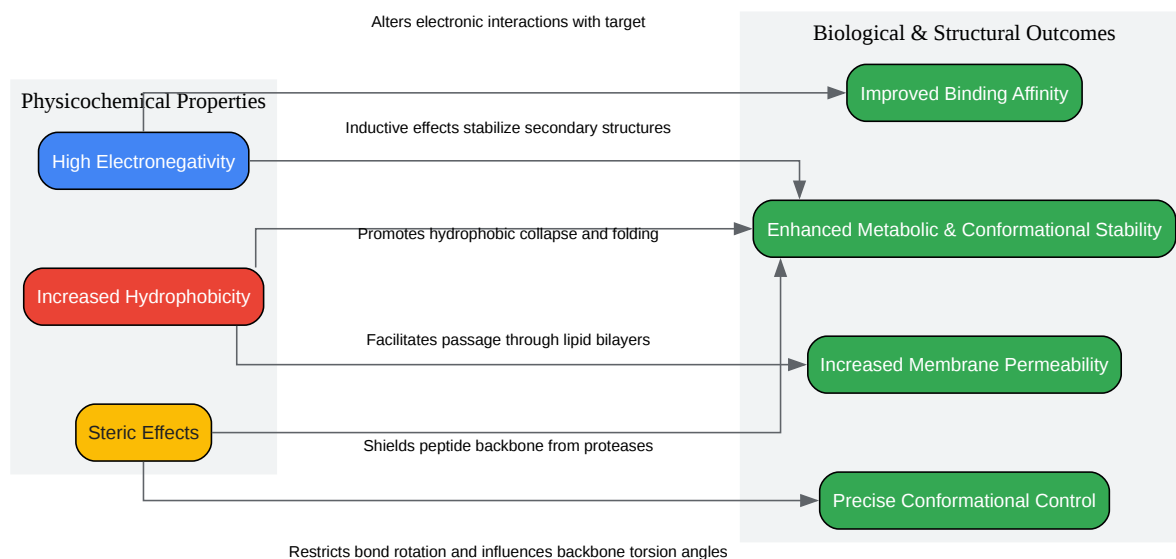 Alters electronic interactions with target
Biological & Structural Outcomes
Physicochemical Properties
Improved Binding Affinity
Inductive effects stabilize secondary structures
High Electronegativity
Enhanced Metabolic & Conformational Stability
Promotes hydrophobic collapse and folding
Increased Hydrophobicity
Facilitates passage through lipid bilayers
Increased Membrane Permeability
Steric Effects
Shields peptide backbone from proteases
Precise Conformational Control
Restricts bond rotation and influences backbone torsion angles